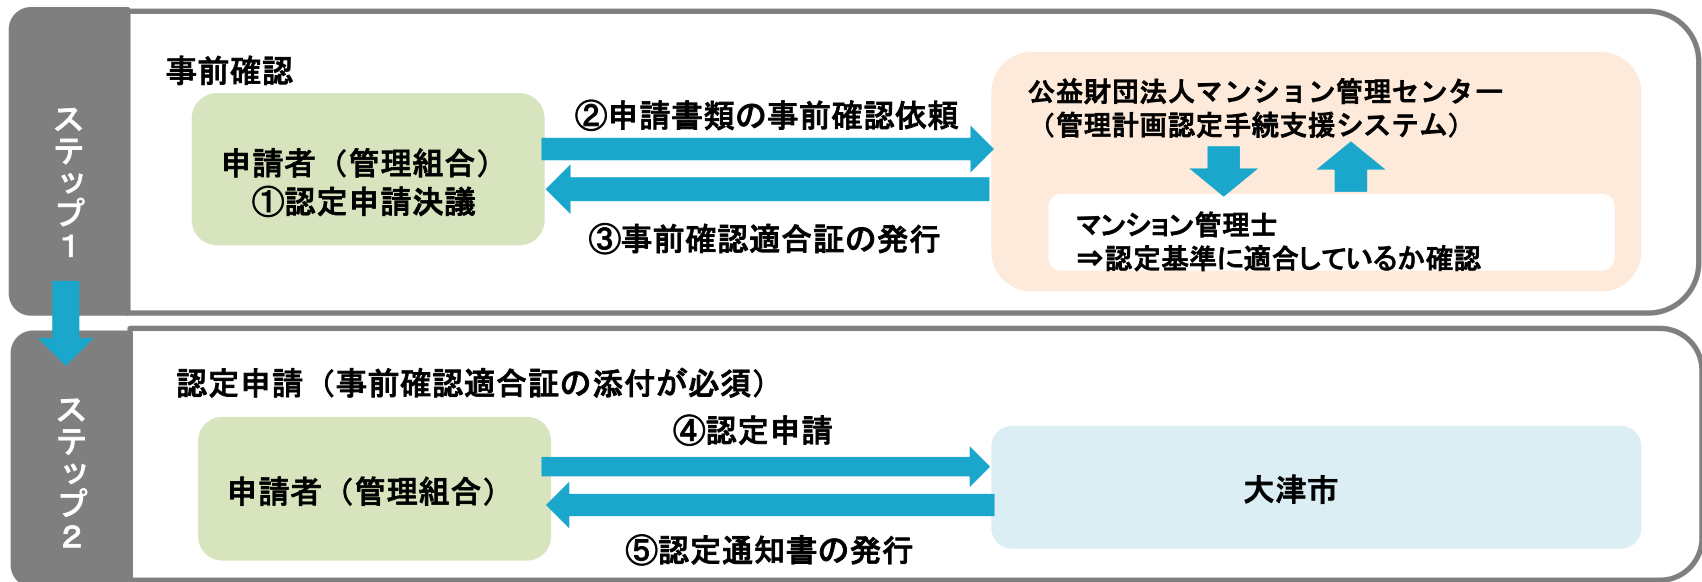 ステップ1
事前確認
申請者（管理組合）
①認定申請決議
②申請書類の事前確認依頼
③事前確認適合証の発行
公益財団法人マンション管理センター
（管理計画認定手続支援システム）
マンション管理士
⇒認定基準に適合しているか確認
ステップ2
認定申請（事前確認適合証の添付が必須）
申請者（管理組合）
④認定申請
⑤認定通知書の発行
大津市